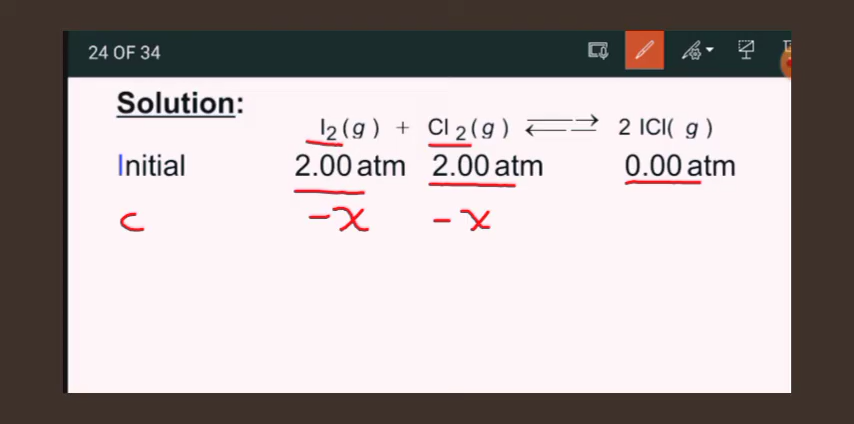 24 OF 34
Solution:
I2(g) + Cl2(g) ⇌ 2 ICl(g)
Initial 2.00 atm 2.00 atm 0.00 atm
C -x -x